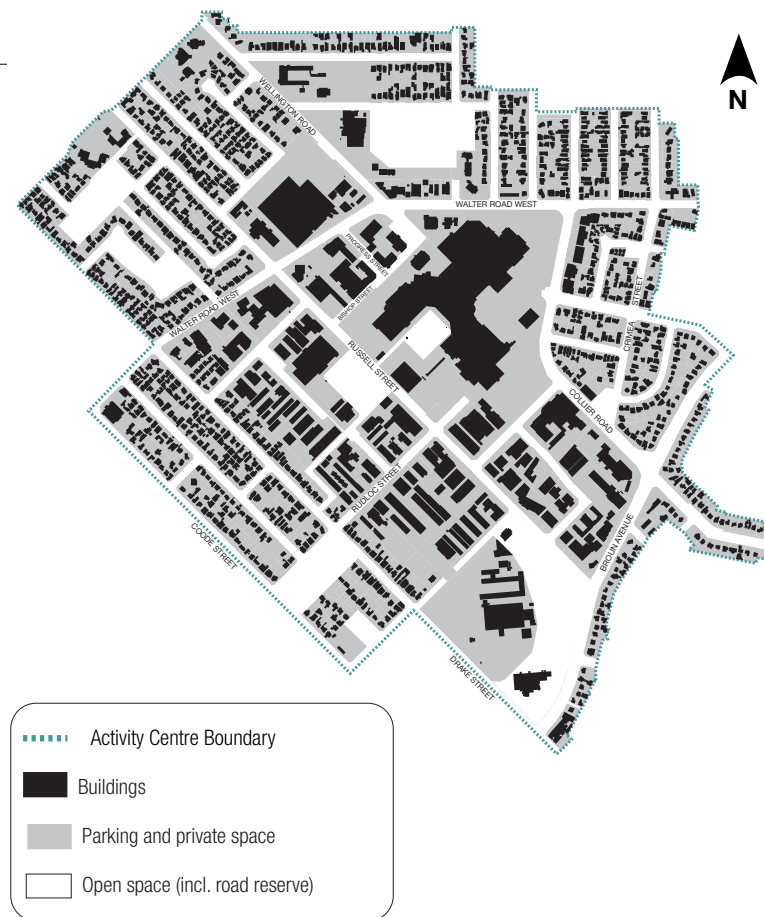 N
WELLINGTON ROAD
WALTER ROAD WEST
PROGRESS STREET
BISHOP STREET
CRIMEA
STREET
WALTER ROAD WEST
RUSSELL STREET
COLLIER ROAD
RUDLOC STREET
COODE STREET
BROUN AVENUE
DRAKE STREET
Activity Centre Boundary
Buildings
Parking and private space
Open space (incl. road reserve)